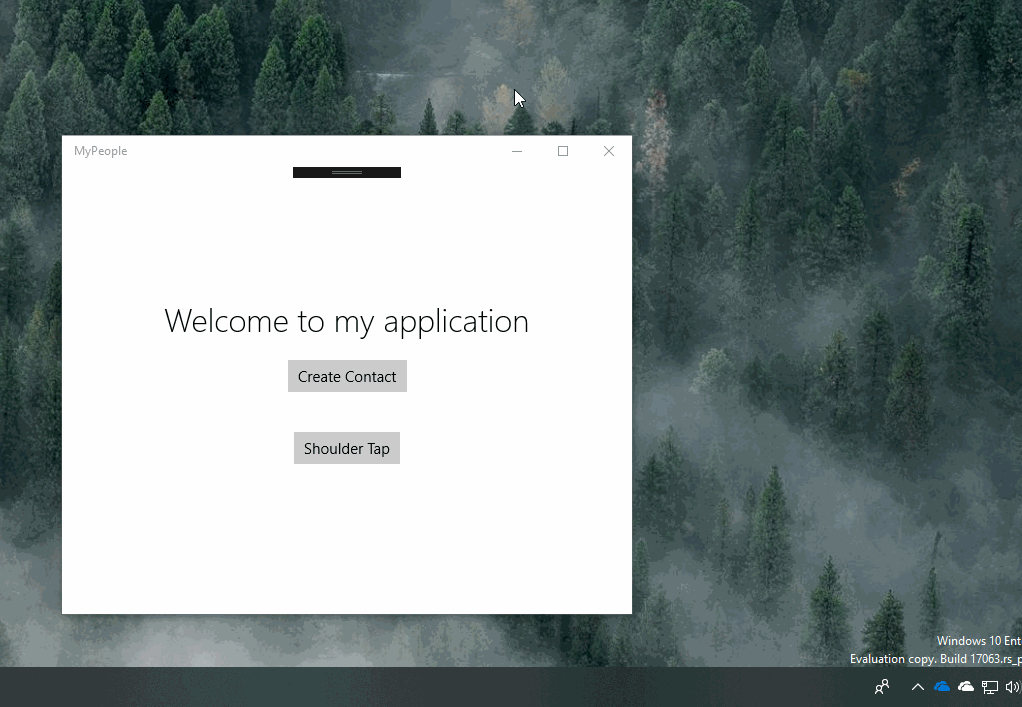 MyPeople
Welcome to my application
Create Contact
Shoulder Tap
Windows 10 Ent
Evaluation copy. Build 17063.rs_p